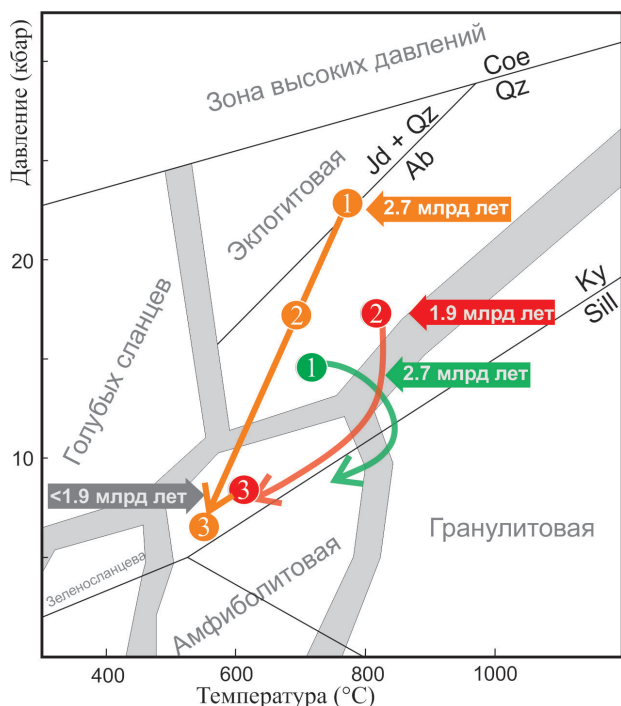 Давление (кбар)
Зона высоких давлений
Coe
Qz
Jd + Qz
Ab
Эклогитовая
1
2.7 млрд лет
20
Ky
Sill
2
2
1.9 млрд лет
Голубых сланцев
1
2.7 млрд лет
10
<1.9 млрд лет
3
3
Гранулитовая
Зеленосланцева
Амфиболитовая
400
600
800
1000
Температура (°C)